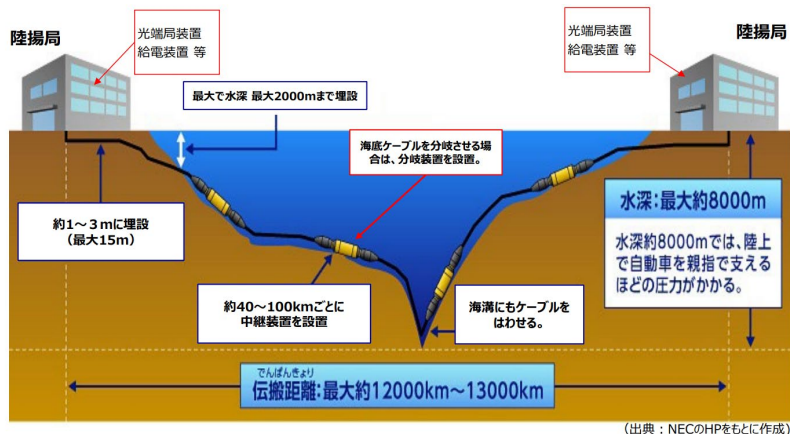 陸揚局
光端局装置
給電装置 等
光端局装置
給電装置 等
陸揚局
最大で水深 最大2000mまで埋設
海底ケーブルを分岐させる場
合は、分岐装置を設置。
約1～3mに埋設
(最大15m)
水深:最大約8000m
水深約8000mでは、陸上
で自動車を親指で支える
ほどの圧力がかかる。
約40～100kmごとに
中継装置を設置
海溝にもケーブルを
はわせる。
でんぱんきょり
伝搬距離:最大約12000km～13000km
(出典：NECのHPをもとに作成)